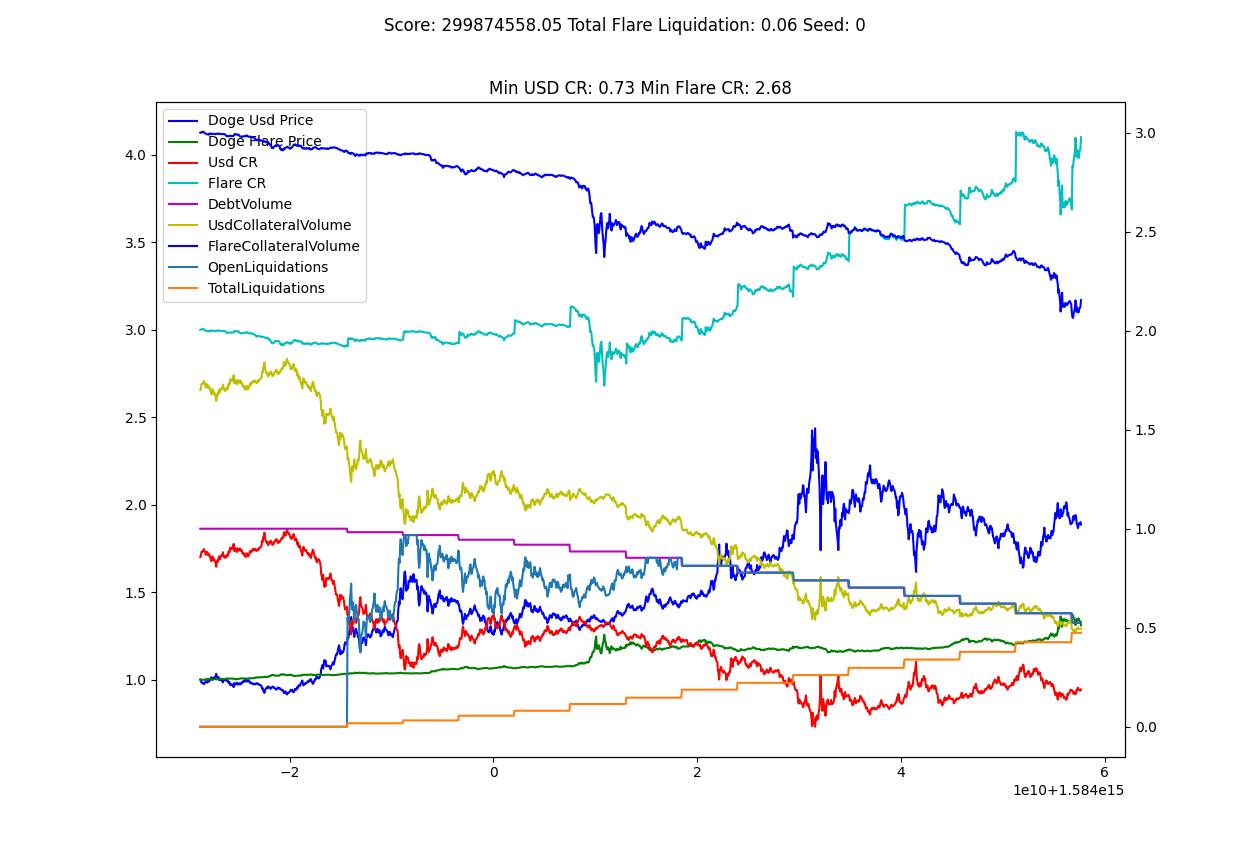 Score: 299874558.05 Total Flare Liquidation: 0.06 Seed: 0
Min USD CR: 0.73 Min Flare CR: 2.68
Doge Usd Price
Doge Flare Price
Usd CR
Flare CR
DebtVolume
UsdCollateralVolume
FlareCollateralVolume
OpenLiquidations
TotalLiquidations
4.0
3.5
3.0
2.5
2.0
1.5
1.0
3.0
2.5
2.0
1.5
1.0
0.5
0.0
−2 0 2 4 6
1e10+1.584e15